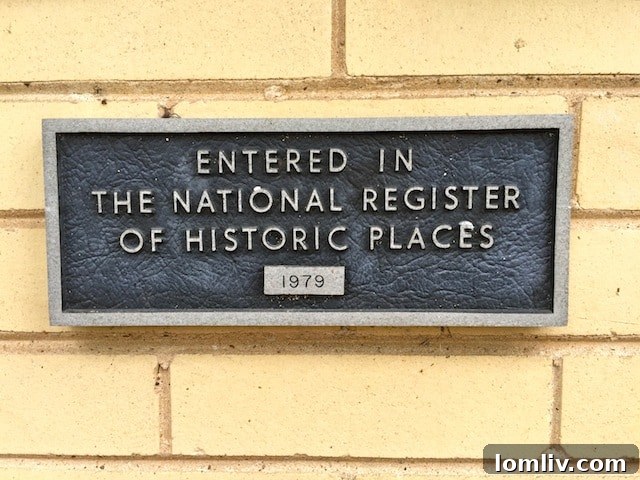 ENTERED IN
THE NATIONAL REGISTER
OF HISTORIC PLACES
1979
lomliv.com